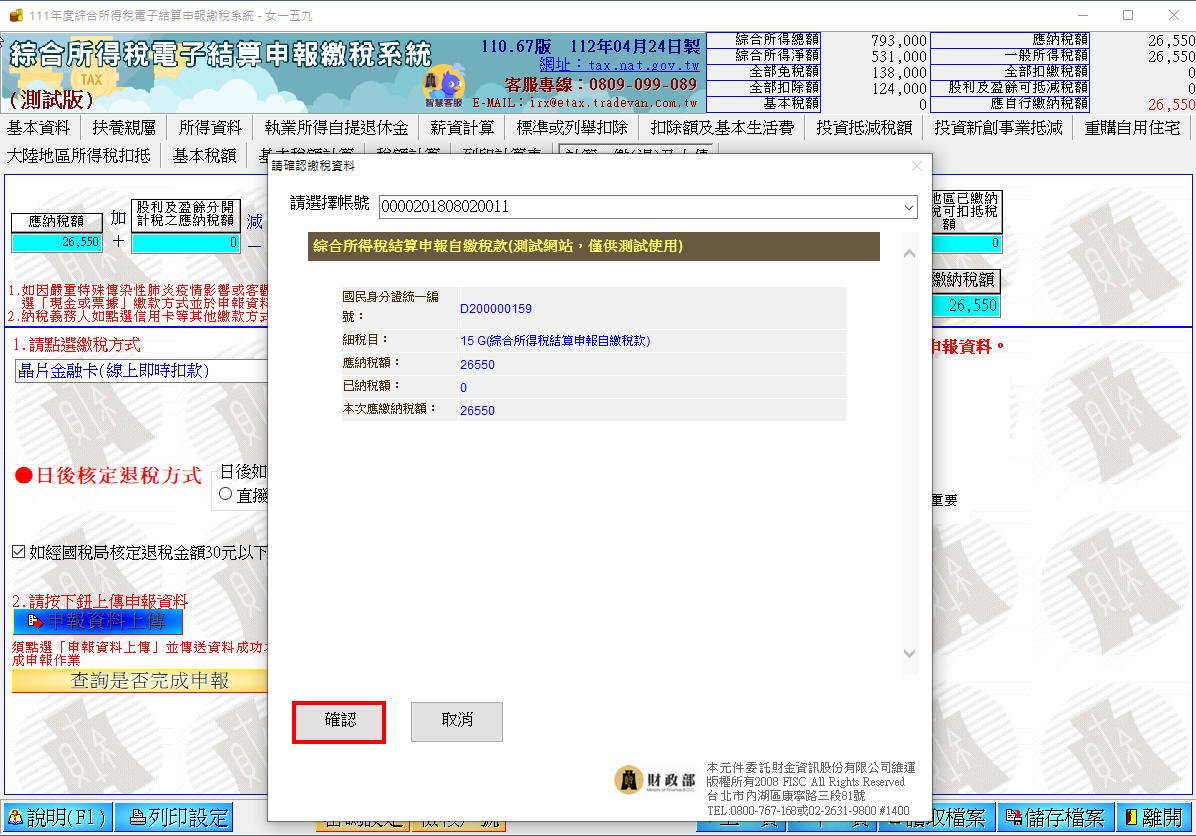 111年度綜合所得稅電子結算申報繳稅系統 - 女一五九
綜合所得稅電子結算申報繳稅系統
(測試版)
TAX
智慧客服
110.67版 112年04月24日製
網址：tax.nat.gov.tw
客服專線：0809-099-089
E-MAIL：irx@etax.tradevan.com.tw
綜合所得總額 793,000 應納稅額 26,550
綜合所得淨額 531,000 一般所得稅額 26,550
全部免稅額 138,000 全部扣繳稅額 0
全部扣除額 124,000 股利及盈餘可抵減稅額 0
基本稅額 0 應自行繳納稅額 26,550
基本資料 扶養親屬 所得資料 執業所得自提退休金 薪資計算 標準或列舉扣除 扣除額及基本生活費 投資抵減稅額 投資新創事業抵減 重購自用住宅
大陸地區所得稅扣抵 基本稅額
請確認繳稅資料
請選擇帳號 0000201808020011
綜合所得稅結算申報自繳稅款(測試網站，僅供測試使用)
國民身分證統一編
號： D200000159
細稅目： 15 G(綜合所得稅結算申報自繳稅款)
應納稅額： 26550
已納稅額： 0
本次應繳納稅額： 26550
確認 取消
財政部
本元件委託財金資訊股份有限公司維運
版權所有2008 FISC All Rights Reserved
台北市內湖區康寧路三段81號
TEL:0800-767-168或02-2631-9800 #1400
應納稅額
26,550
加
＋
股利及盈餘分開
計稅之應納稅額
0
減
－
地區已繳納
稅可扣抵稅
額
0
繳納稅額
26,550
1.如因嚴重特殊傳染性肺炎疫情影響或客觀
選「現金或票據」繳款方式並於申報資料
2.納稅義務人如點選信用卡等其他繳款方式
1.請點選繳稅方式
晶片金融卡(線上即時扣款)
申報資料。
●日後核定退稅方式
日後如
直撥
重要
如經國稅局核定退稅金額30元以下
2.請按下鈕上傳申報資料
申報資料上傳
須點選「申報資料上傳」並傳送資料成功
成申報作業
查詢是否完成申報
說明(F1) 列印設定 讀取檔案 儲存檔案 離開